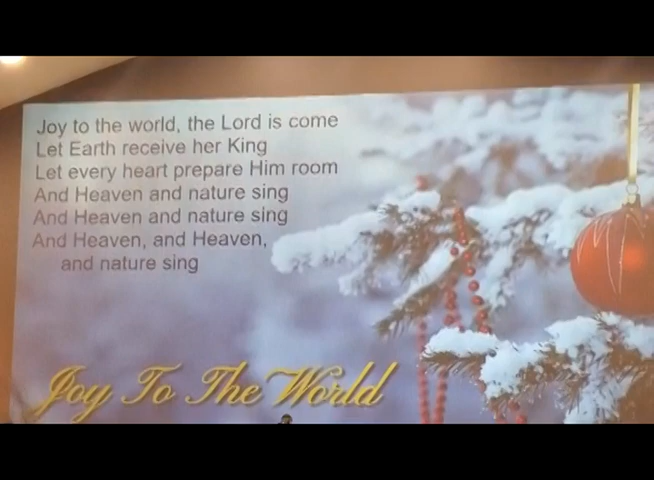 Joy to the world, the Lord is come
Let Earth receive her King
Let every heart prepare Him room
And Heaven and nature sing
And Heaven and nature sing
And Heaven, and Heaven,
and nature sing
Joy To The World